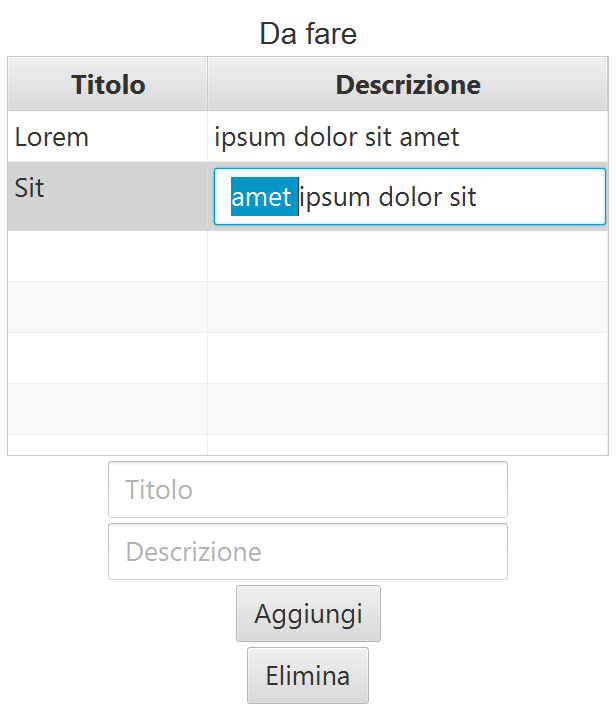 Da fare
Titolo Descrizione
Lorem ipsum dolor sit amet
Sit amet ipsum dolor sit
Titolo
Descrizione
Aggiungi
Elimina